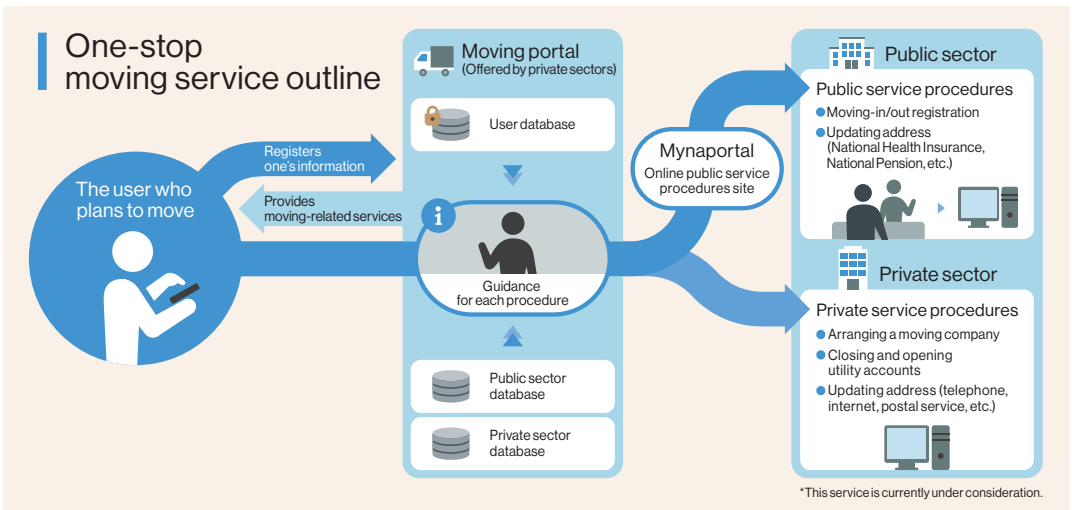 One-stop
moving service outline
The user who
plans to move
Registers
one's information
Provides
moving-related services
Moving portal
(Offered by private sectors)
User database
i
Guidance
for each procedure
Public sector
database
Private sector
database
Mynaportal
Online public service
procedures site
Public sector
Public service procedures
●Moving-in/out registration
●Updating address
(National Health Insurance,
National Pension, etc.)
Private sector
Private service procedures
●Arranging a moving company
●Closing and opening
utility accounts
●Updating address (telephone,
internet, postal service, etc.)
*This service is currently under consideration.